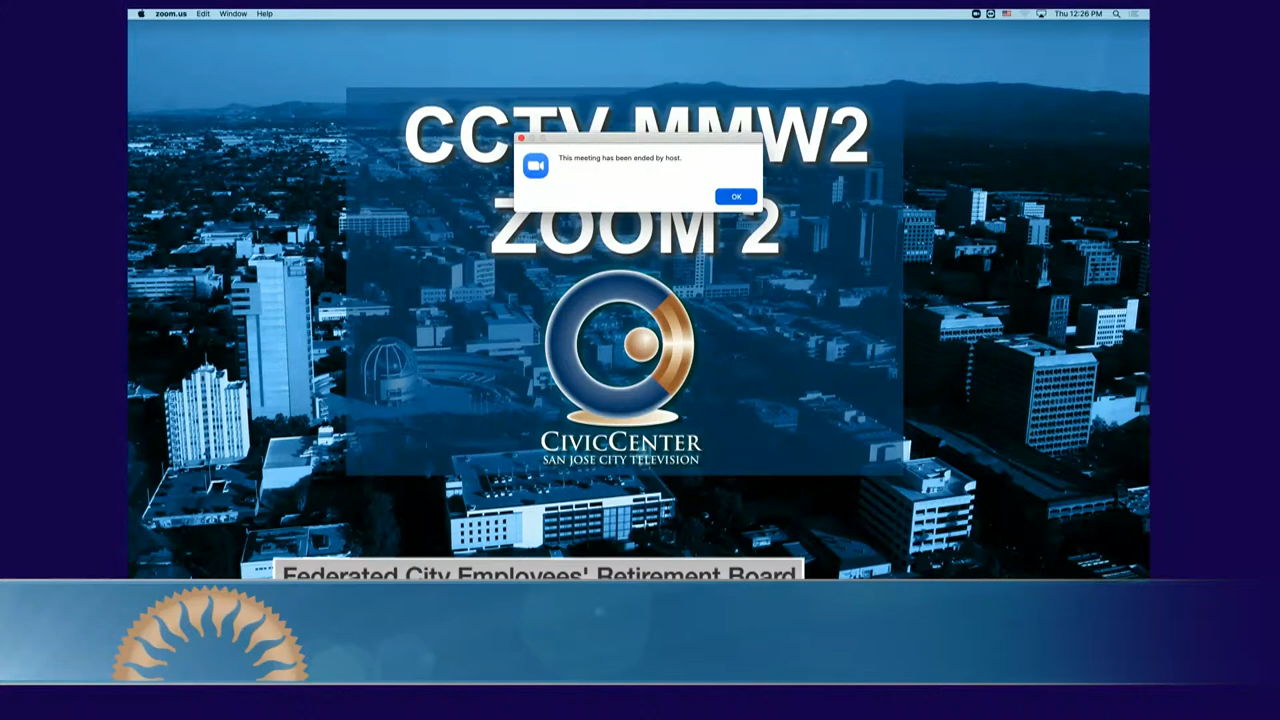 zoom.us Edit Window Help Thu 12:26 PM
CCTV MMW2
This meeting has been ended by host.
OK
ZOOM 2
CIVICCENTER
SAN JOSE CITY TELEVISION
Federated City Employees' Retirement Board